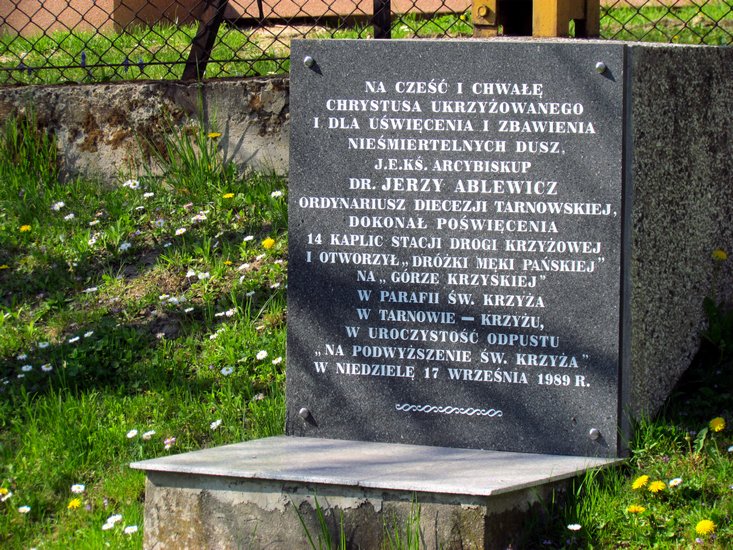 NA CZEŚĆ I CHWAŁĘ
CHRYSTUSA UKRZYŻOWANEGO
I DLA UŚWIĘCENIA I ZBAWIENIA
NIEŚMIERTELNYCH DUSZ,
J.E.KŚ. ARCYBISKUP
DR. JERZY ABLEWICZ
ORDYNARIUSZ DIECEZJI TARNOWSKIEJ,
DOKONAŁ POŚWIĘCENIA
14 KAPLIC STACJI DROGI KRZYŻOWEJ
I OTWORZYŁ „DRÓŻKI MĘKI PAŃSKIEJ"
NA „GÓRZE KRZYSKIEJ"
W PARAFII ŚW. KRZYŻA
W TARNOWIE – KRZYŻU,
W UROCZYSTOŚĆ ODPUSTU
„NA PODWYŻSZENIE ŚW. KRZYŻA"
W NIEDZIELĘ 17 WRZEŚNIA 1989 R.